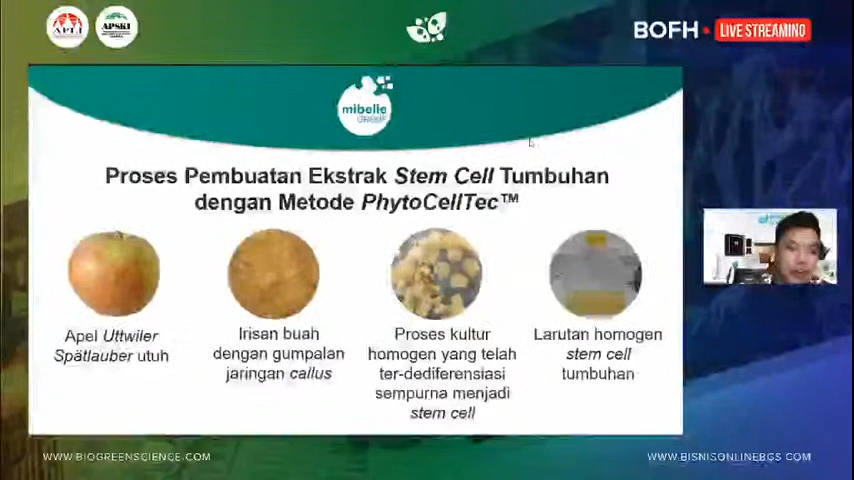 APLI
APSKI
BOFH
LIVE STREAMING
mibelle
GROUP
Proses Pembuatan Ekstrak Stem Cell Tumbuhan
dengan Metode PhytoCellTec™
Apel Uttwiler
Spätlauber utuh
Irisan buah
dengan gumpalan
jaringan callus
Proses kultur
homogen yang telah
ter-dediferensiasi
sempurna menjadi
stem cell
Larutan homogen
stem cell
tumbuhan
WWW.BIOGREENSCIENCE.COM
WWW.BISNISONLINEBGS.COM